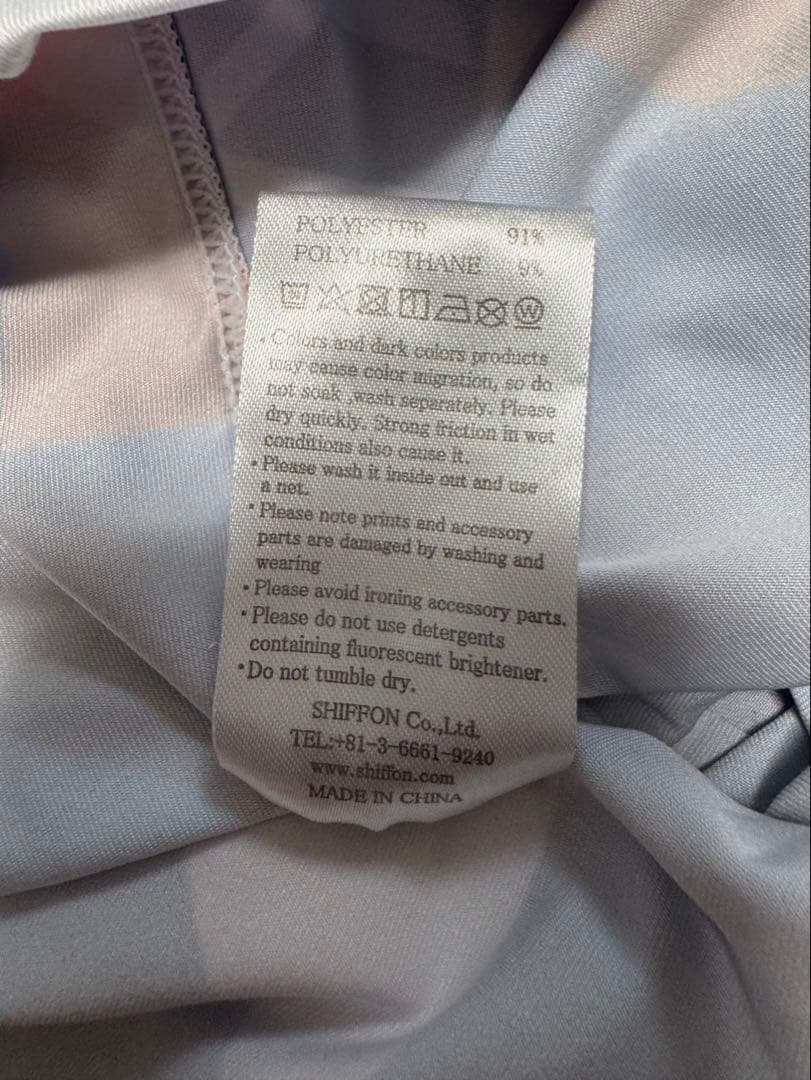 POLYESTER 91%
POLYURETHANE 9%
W
・Colors and dark colors products
may cause color migration, so do
not soak ,wash separately. Please
dry quickly. Strong friction in wet
conditions also cause it.
・Please wash it inside out and use
a net.
・Please note prints and accessory
parts are damaged by washing and
wearing
・Please avoid ironing accessory parts.
・Please do not use detergents
containing fluorescent brightener.
・Do not tumble dry.
SHIFFON Co.,Ltd.
TEL:+81-3-6661-9240
www.shiffon.com
MADE IN CHINA